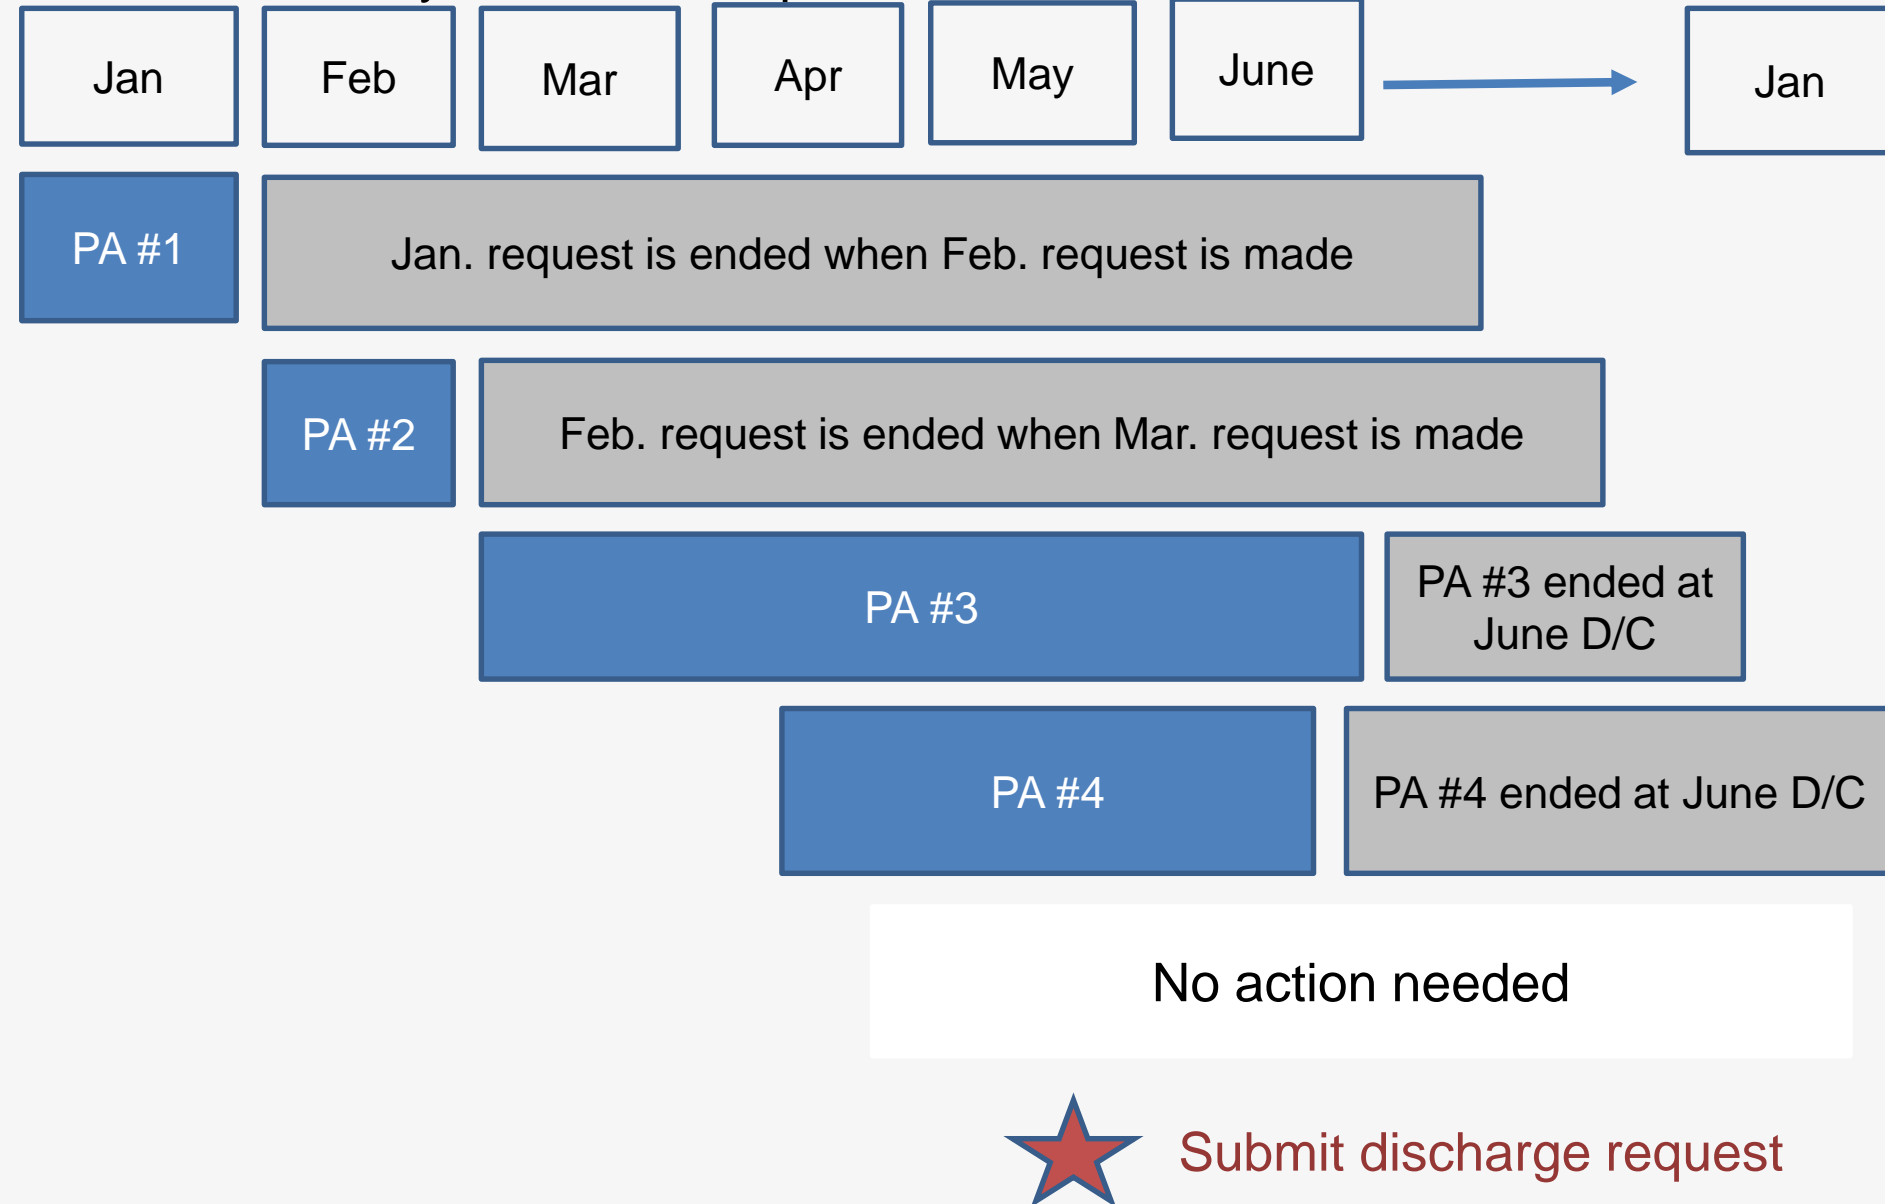 Jan
Feb
Mar
Apr
May
June
Jan
PA #1
Jan. request is ended when Feb. request is made
PA #2
Feb. request is ended when Mar. request is made
PA #3
PA #3 ended at
June D/C
PA #4
PA #4 ended at June D/C
No action needed
Submit discharge request